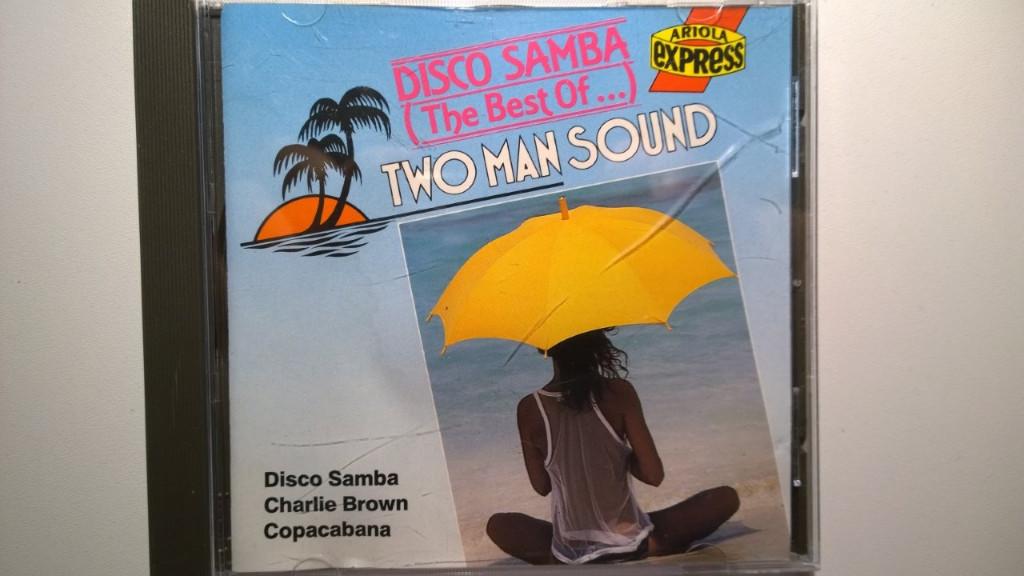 DISCO SAMBA
(The Best Of ...)
ARIOLA
EXPRESS
TWO MAN SOUND
Disco Samba
Charlie Brown
Copacabana